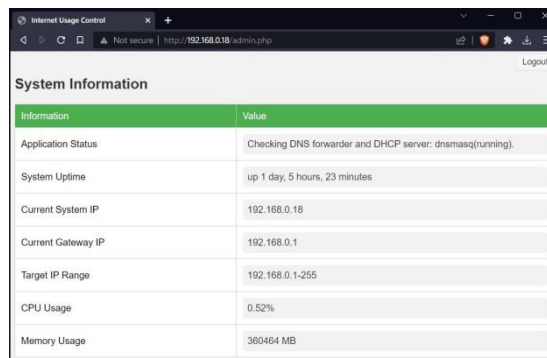 Internet Usage Control
Not secure | http://192.168.0.18/admin.php
Logout
System Information
Information Value
Application Status Checking DNS forwarder and DHCP server: dnsmasq(running).
System Uptime up 1 day, 5 hours, 23 minutes
Current System IP 192.168.0.18
Current Gateway IP 192.168.0.1
Target IP Range 192.168.0.1-255
CPU Usage 0.52%
Memory Usage 360464 MB